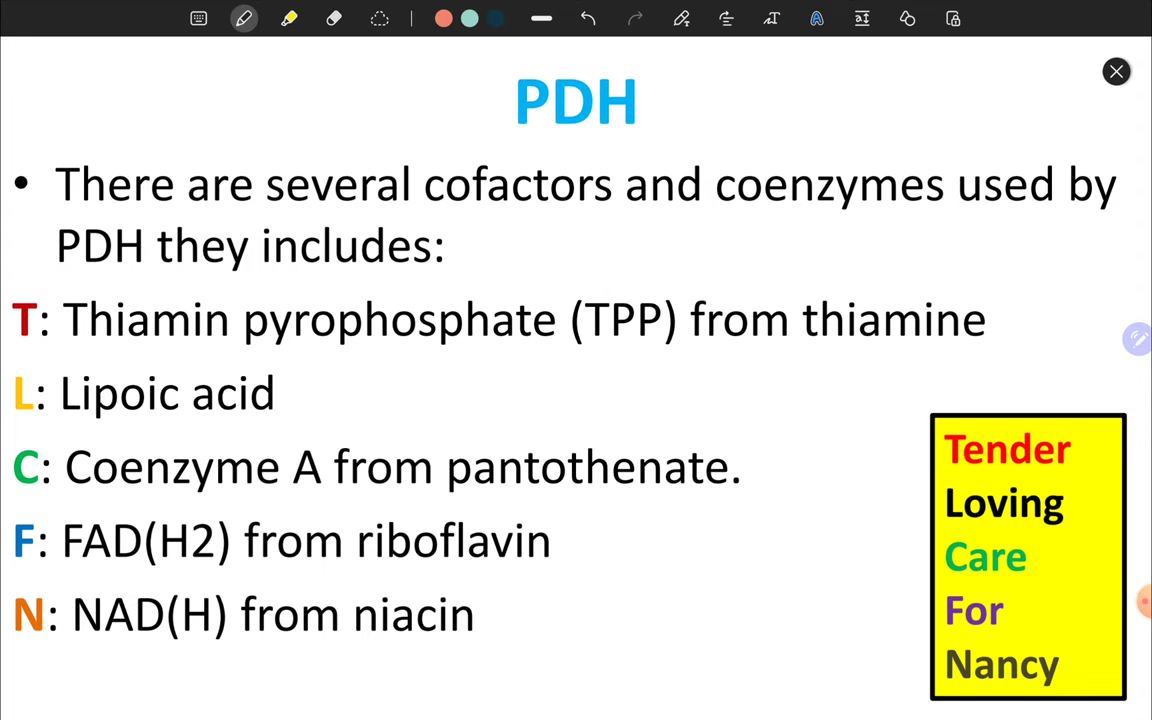 PDH
• There are several cofactors and coenzymes used by
PDH they includes:
T: Thiamin pyrophosphate (TPP) from thiamine
L: Lipoic acid
C: Coenzyme A from pantothenate.
F: FAD(H2) from riboflavin
N: NAD(H) from niacin
Tender
Loving
Care
For
Nancy